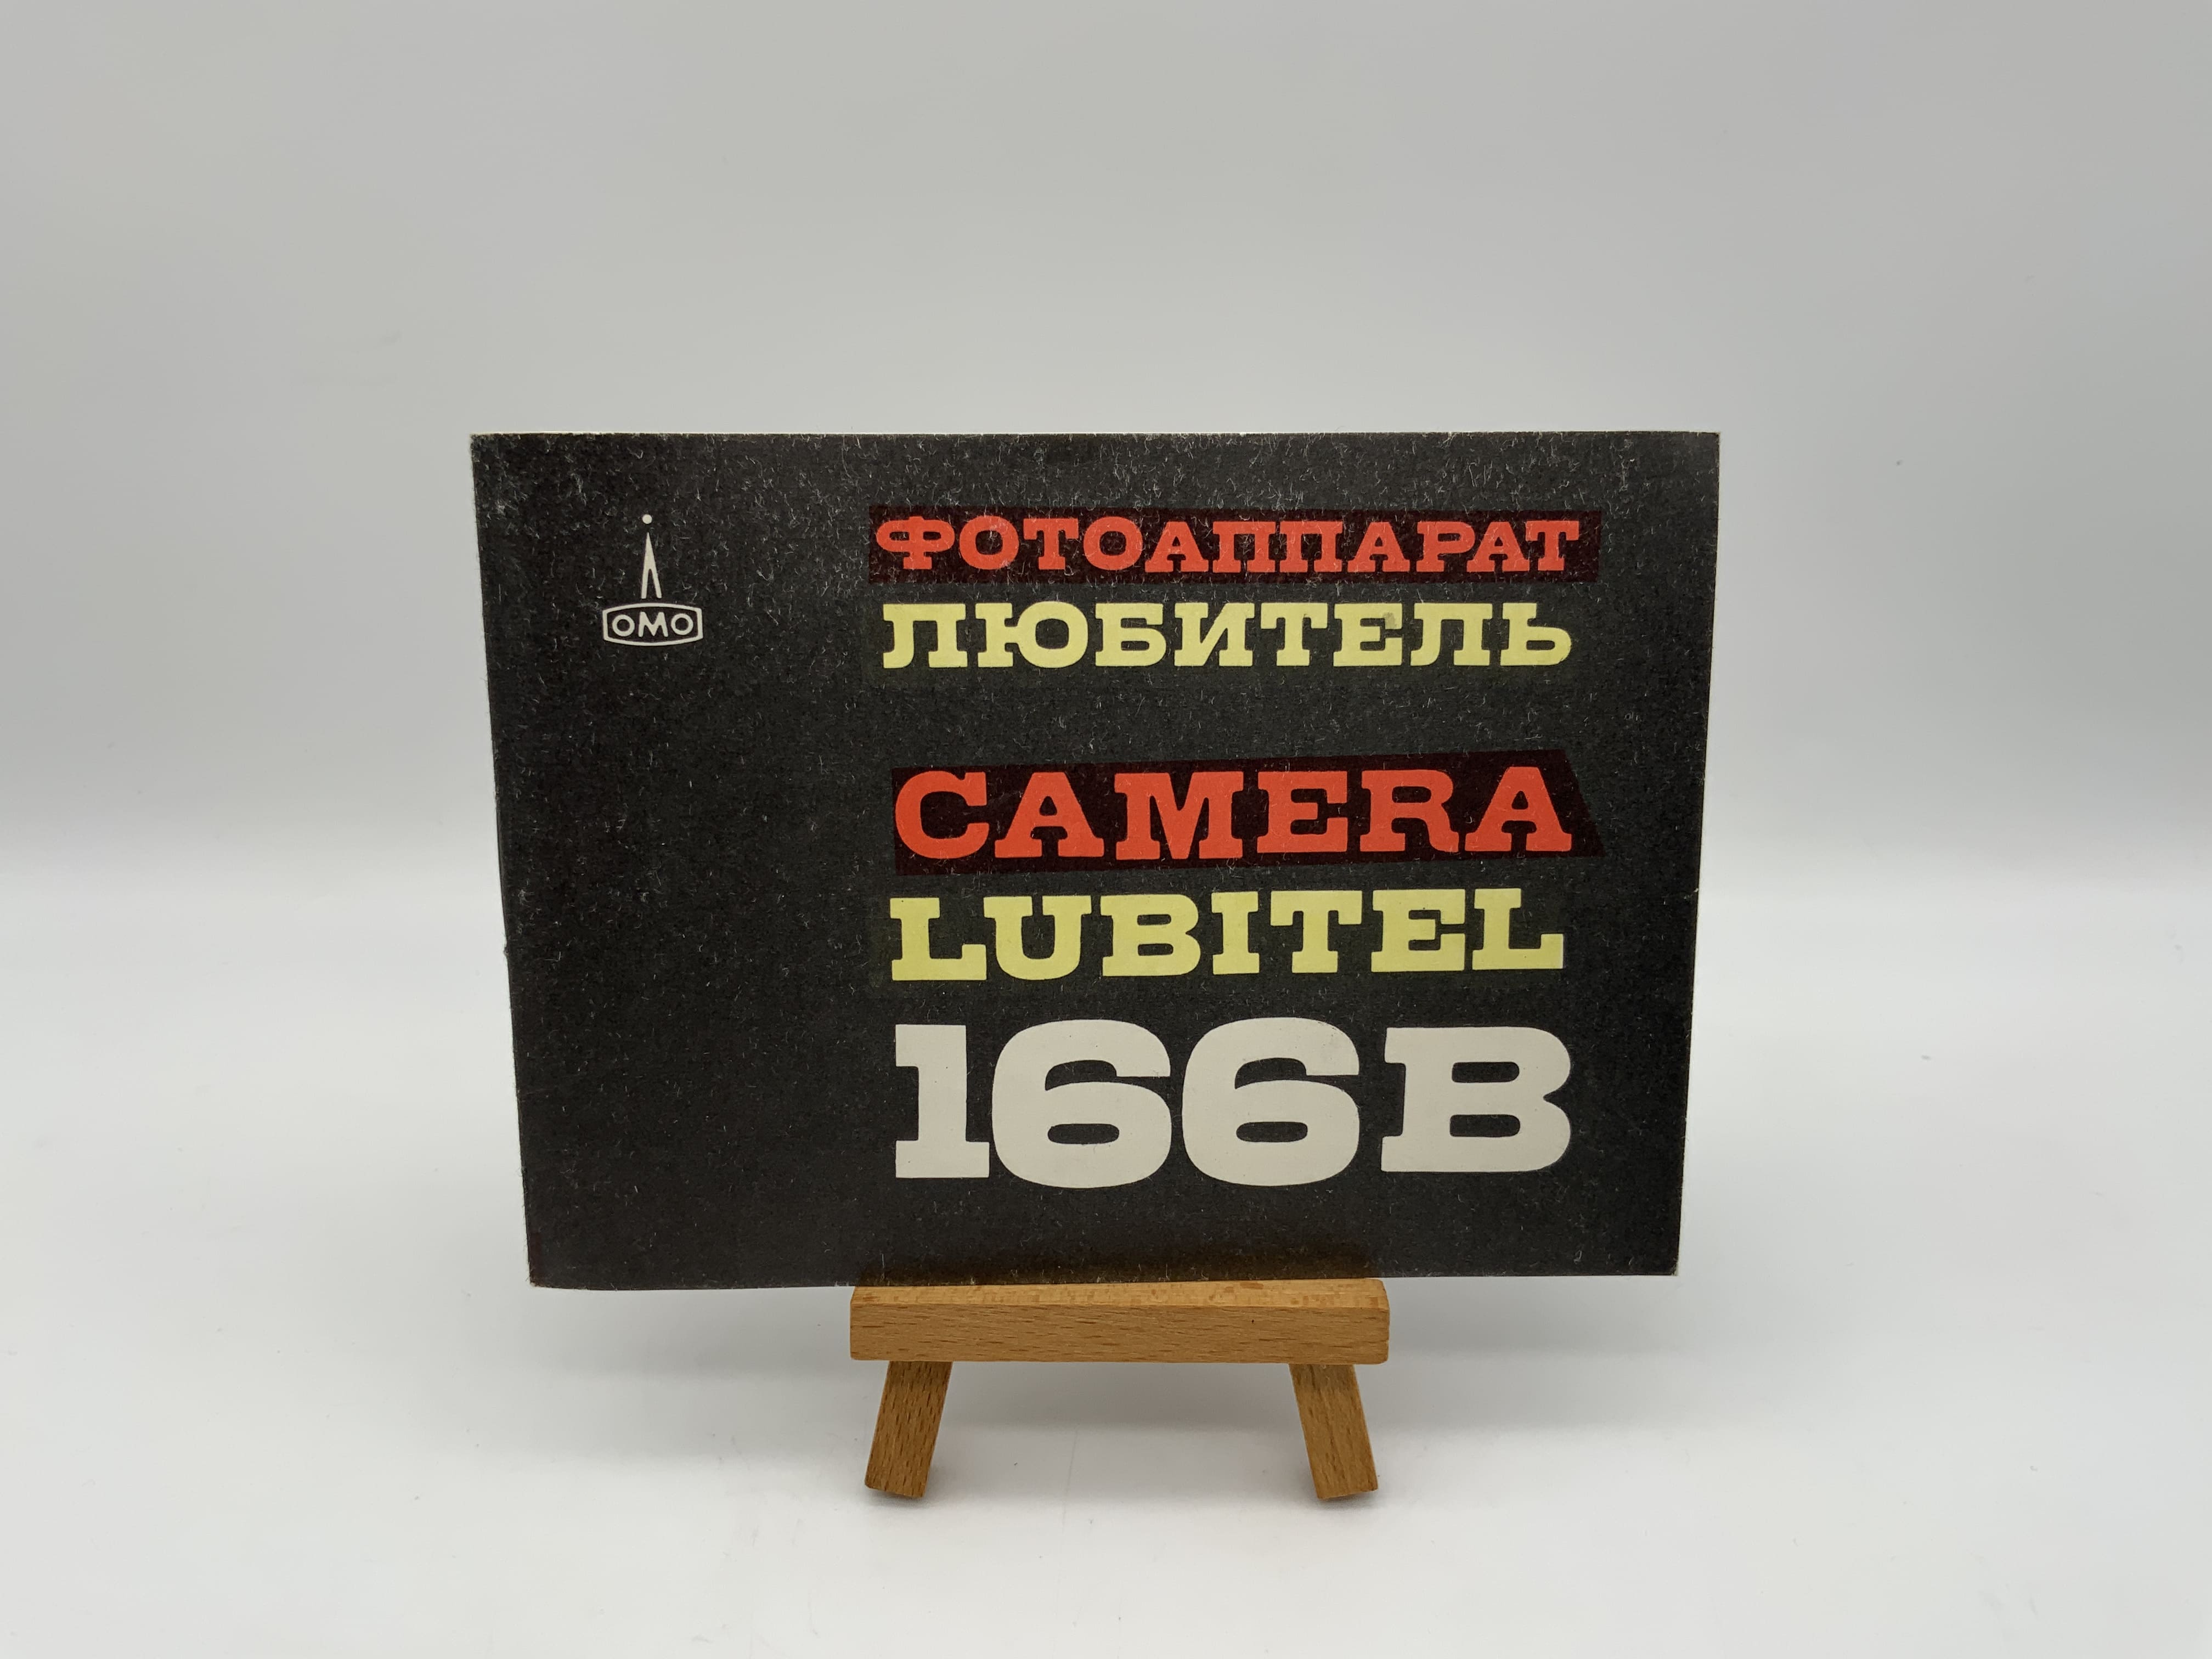 ФОТОАППАРАТ
ЛЮБИТЕЛЬ
ОМО
CAMERA
LUBITEL
166B